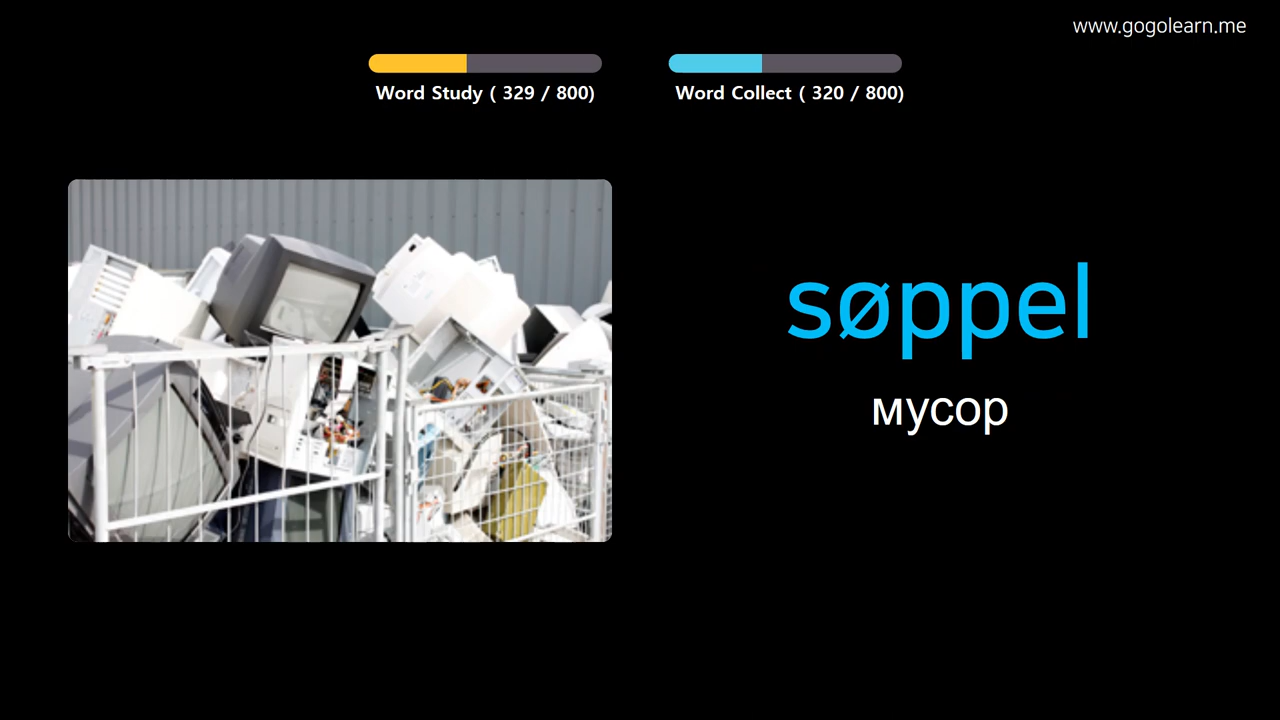 www.gogolearn.me
Word Study ( 329 / 800)
Word Collect ( 320 / 800)
søppel
мусор